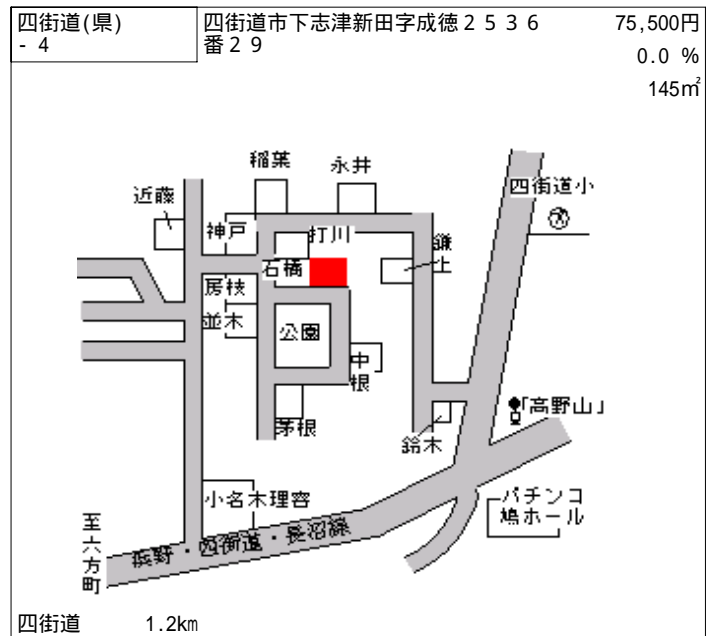 四街道(県)
- 4
四街道市下志津新田字成徳２５３６
番２９
75,500円
0.0 %
145㎡
稲葉
永井
近藤
四街道小
神戸
打川
鎌上
石橋
房枝
並木
公園
中根
「高野山」
茅根
鈴木
小名木理容
パチンコ
鳩ホール
至六方町
浜野・四街道・長沼線
四街道 1.2㎞